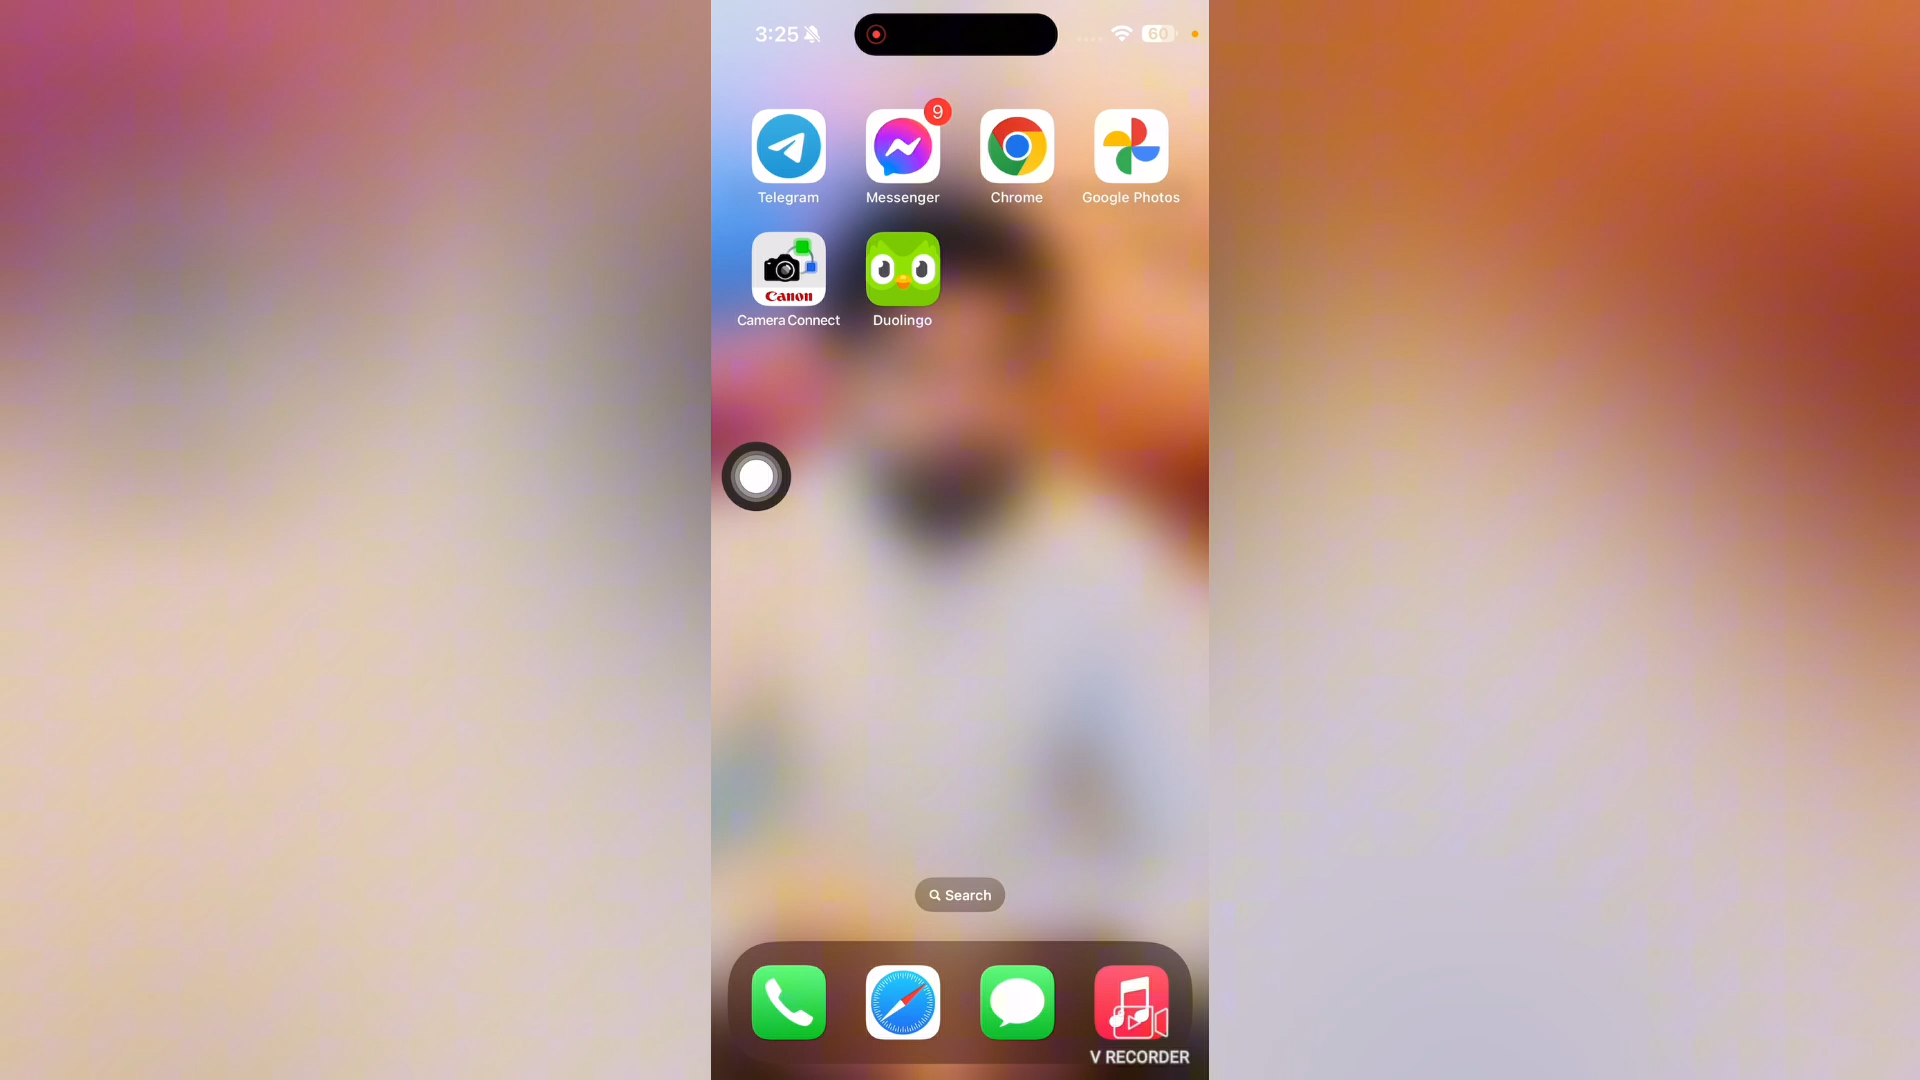 3:25
60
9
Telegram
Messenger
Chrome
Google Photos
Canon
Camera Connect
Duolingo
Search
V RECORDER